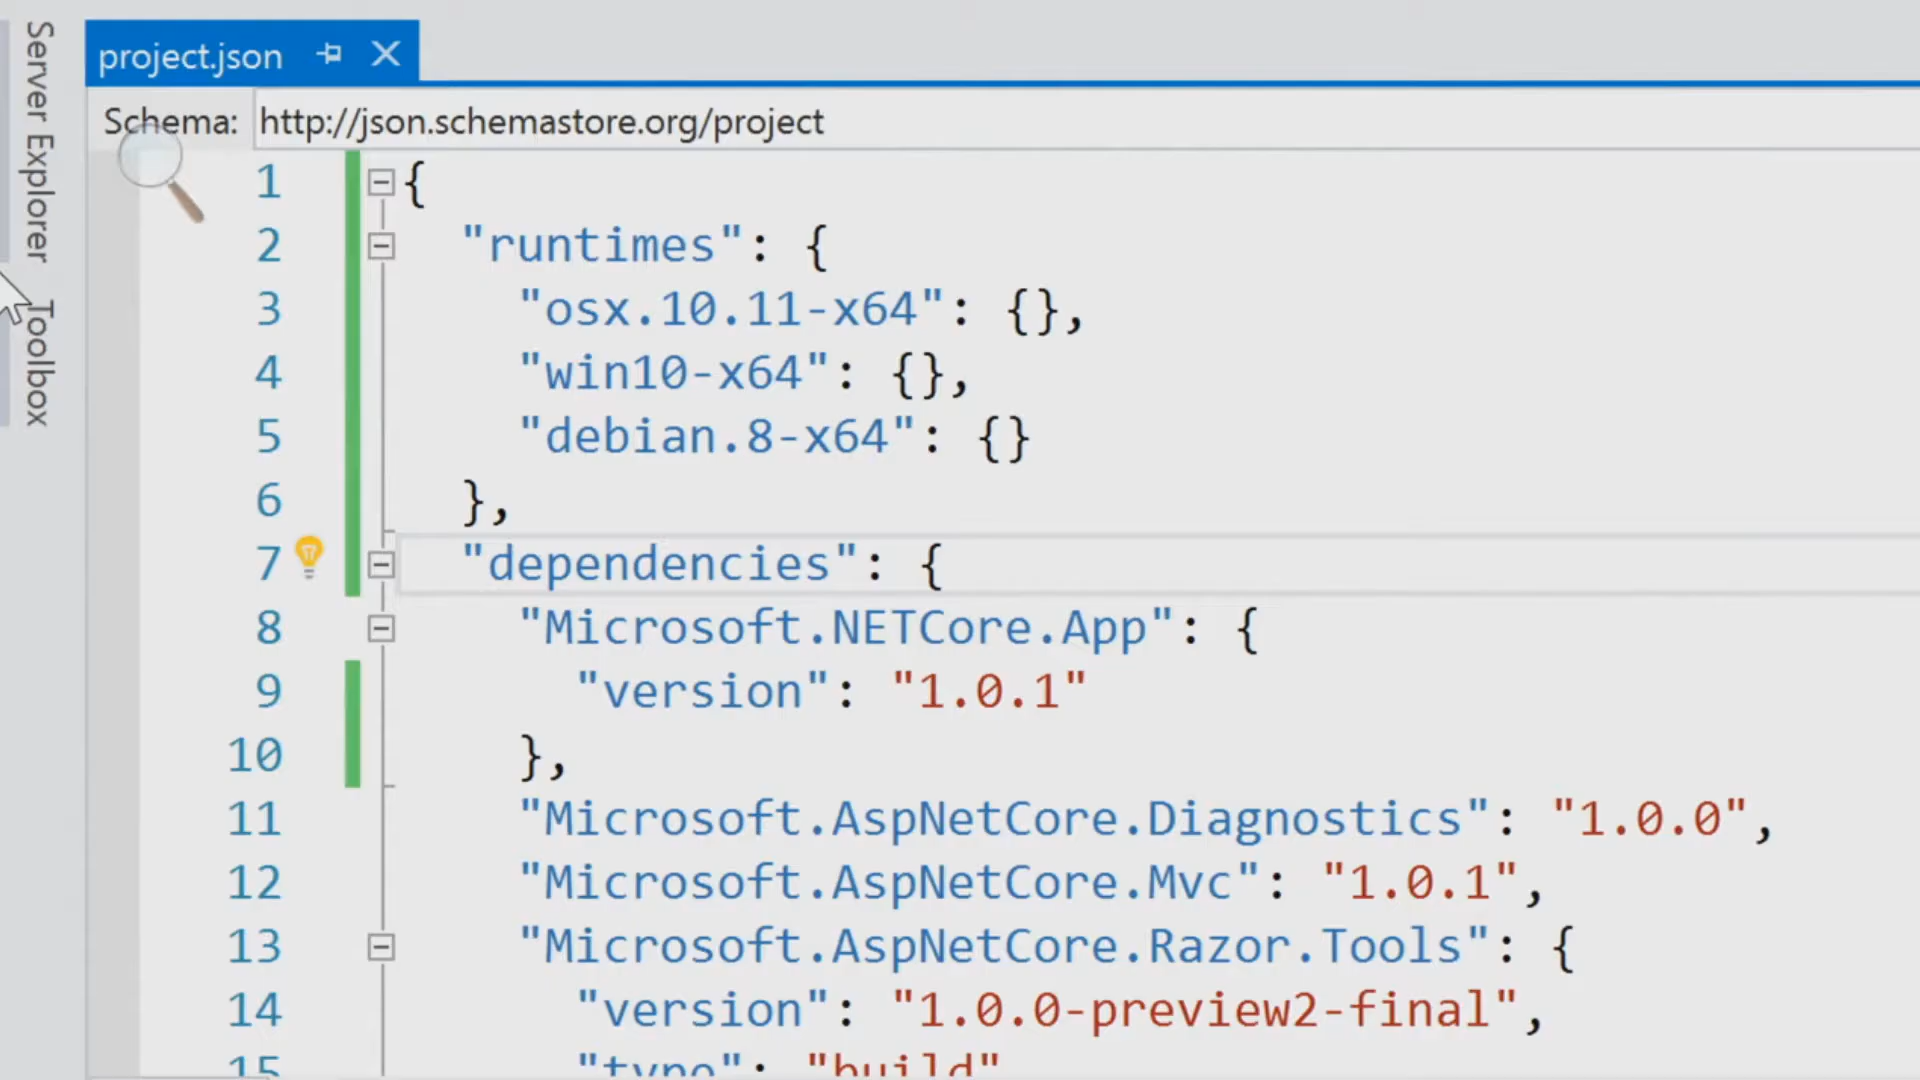 Server Explorer
Toolbox
project.json
Schema: http://json.schemastore.org/project
1 {
2 "runtimes": {
3 "osx.10.11-x64": {},
4 "win10-x64": {},
5 "debian.8-x64": {}
6 },
7 "dependencies": {
8 "Microsoft.NETCore.App": {
9 "version": "1.0.1"
10 },
11 "Microsoft.AspNetCore.Diagnostics": "1.0.0",
12 "Microsoft.AspNetCore.Mvc": "1.0.1",
13 "Microsoft.AspNetCore.Razor.Tools": {
14 "version": "1.0.0-preview2-final",
15 "type": "build"